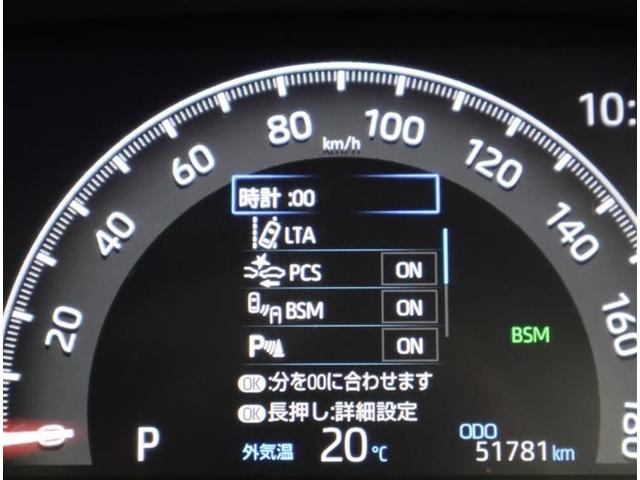 10:
80
100
km/h
60
120
40
140
20
160
180
時計 :00
LTA
PCS ON
BSM ON
P ON
BSM
OK :分を00に合わせます
OK 長押し:詳細設定
P
外気温 20℃
ODO
51781 km